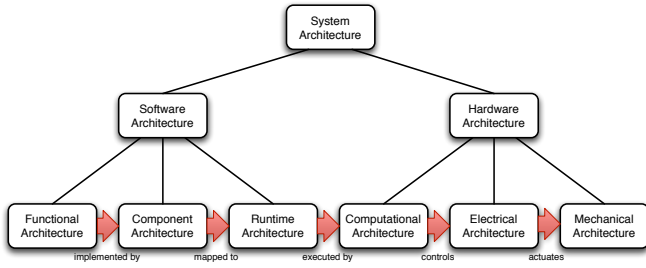 System
Architecture
Software
Architecture
Hardware
Architecture
Functional
Architecture
Component
Architecture
Runtime
Architecture
Computational
Architecture
Electrical
Architecture
Mechanical
Architecture
implemented by
mapped to
executed by
controls
actuates